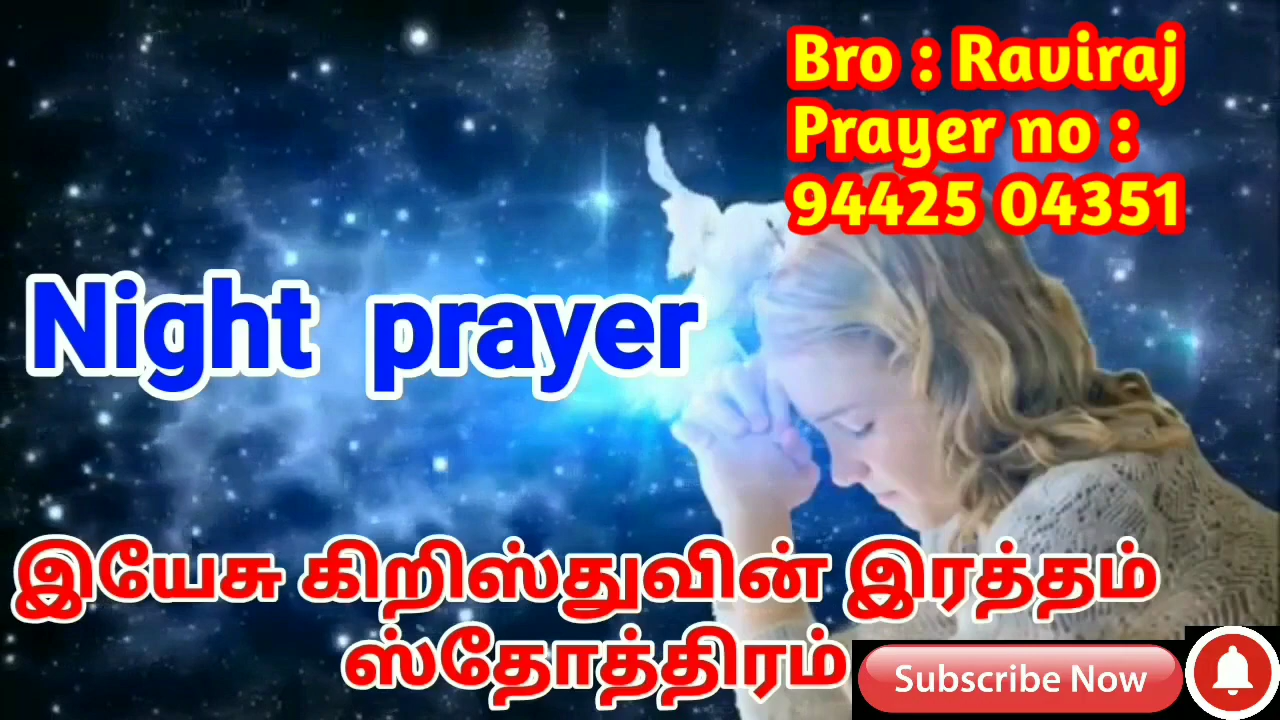 Bro : Raviraj
Prayer no :
94425 04351
Night prayer
இயேசு கிறிஸ்துவின் இரத்தம்
ஸ்தோத்திரம்
Subscribe Now